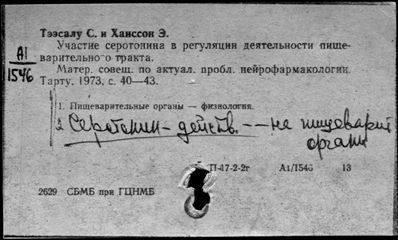 Тээсалу С. и Ханссон Э.
Участие серотонина в регуляции деятельности пище-
варительного тракта.
А1
1546
Матер. совещ. по актуал. пробл. нейрофармакологии.
Тарту, 1973, с. 40—43.
1. Пищеварительные органы — физиология.
2 Серотонин - действ. -- на пищеварит
органы
П-47-2-2г А1/1546 13
2629 СБМБ при ГЦНМБ